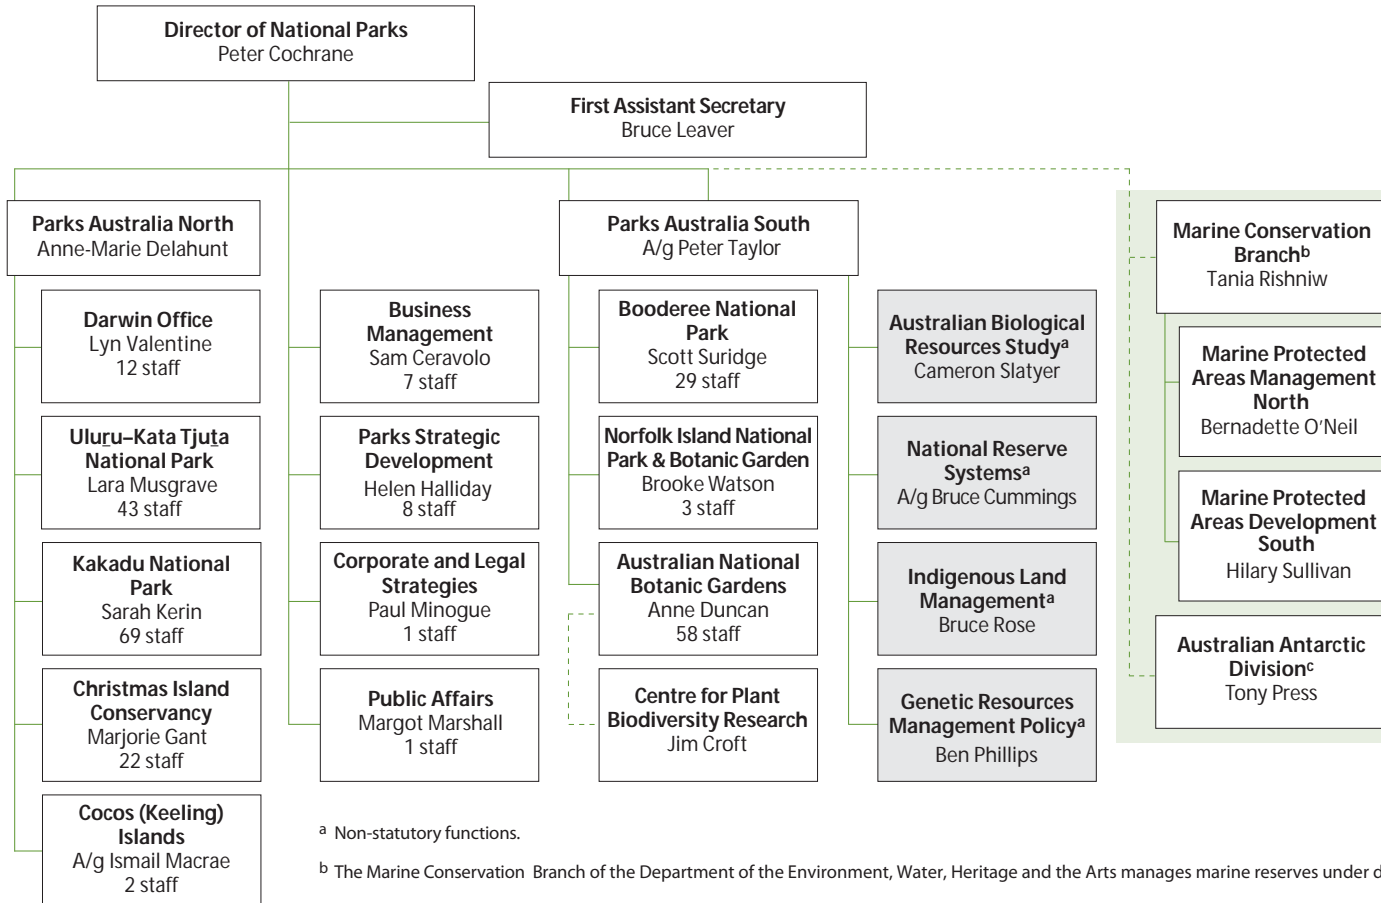 Director of National Parks
Peter Cochrane
First Assistant Secretary
Bruce Leaver
Parks Australia North
Anne-Marie Delahunt
Darwin Office
Lyn Valentine
12 staff
Uluṟu–Kata Tjuṯa
National Park
Lara Musgrave
43 staff
Kakadu National
Park
Sarah Kerin
69 staff
Christmas Island
Conservancy
Marjorie Gant
22 staff
Cocos (Keeling)
Islands
A/g Ismail Macrae
2 staff
Business
Management
Sam Ceravolo
7 staff
Parks Strategic
Development
Helen Halliday
8 staff
Corporate and Legal
Strategies
Paul Minogue
1 staff
Public Affairs
Margot Marshall
1 staff
Parks Australia South
A/g Peter Taylor
Booderee National
Park
Scott Suridge
29 staff
Norfolk Island National
Park & Botanic Garden
Brooke Watson
3 staff
Australian National
Botanic Gardens
Anne Duncan
58 staff
Centre for Plant
Biodiversity Research
Jim Croft
Australian Biological
Resources Studyᵃ
Cameron Slatyer
National Reserve
Systemsᵃ
A/g Bruce Cummings
Indigenous Land
Managementᵃ
Bruce Rose
Genetic Resources
Management Policyᵃ
Ben Phillips
Marine Conservation
Branchᵇ
Tania Rishniw
Marine Protected
Areas Management
North
Bernadette O’Neil
Marine Protected
Areas Development
South
Hilary Sullivan
Australian Antarctic
Divisionᶜ
Tony Press
ᵃ Non-statutory functions.
ᵇ The Marine Conservation Branch of the Department of the Environment, Water, Heritage and the Arts manages marine reserves under d